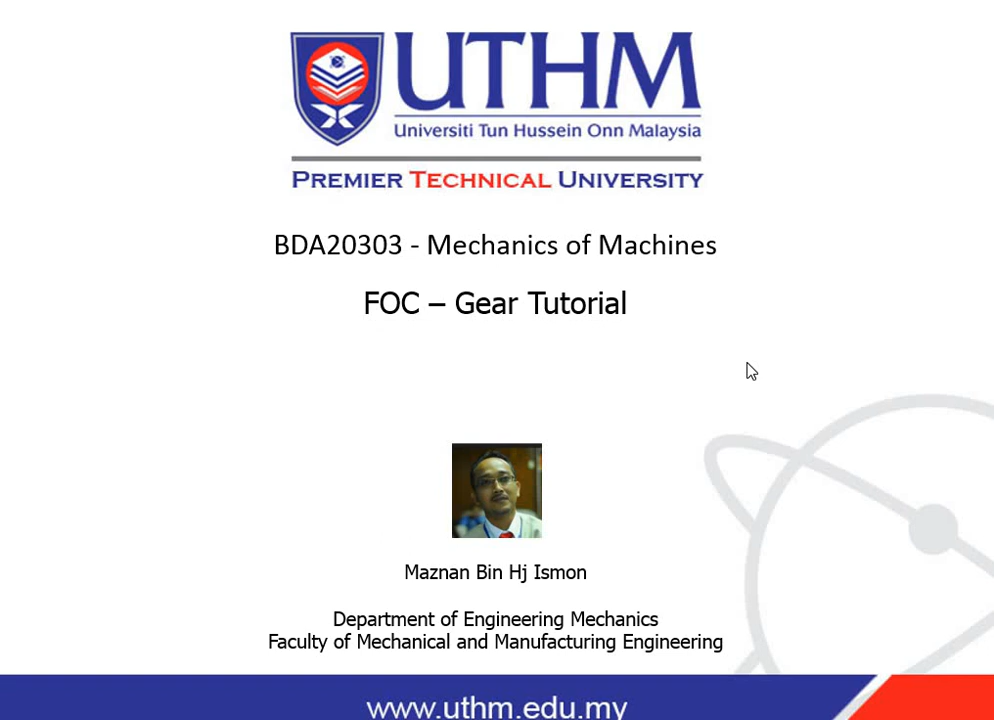 UTHM
Universiti Tun Hussein Onn Malaysia
PREMIER TECHNICAL UNIVERSITY
BDA20303 - Mechanics of Machines
FOC – Gear Tutorial
Maznan Bin Hj Ismon
Department of Engineering Mechanics
Faculty of Mechanical and Manufacturing Engineering
www.uthm.edu.my